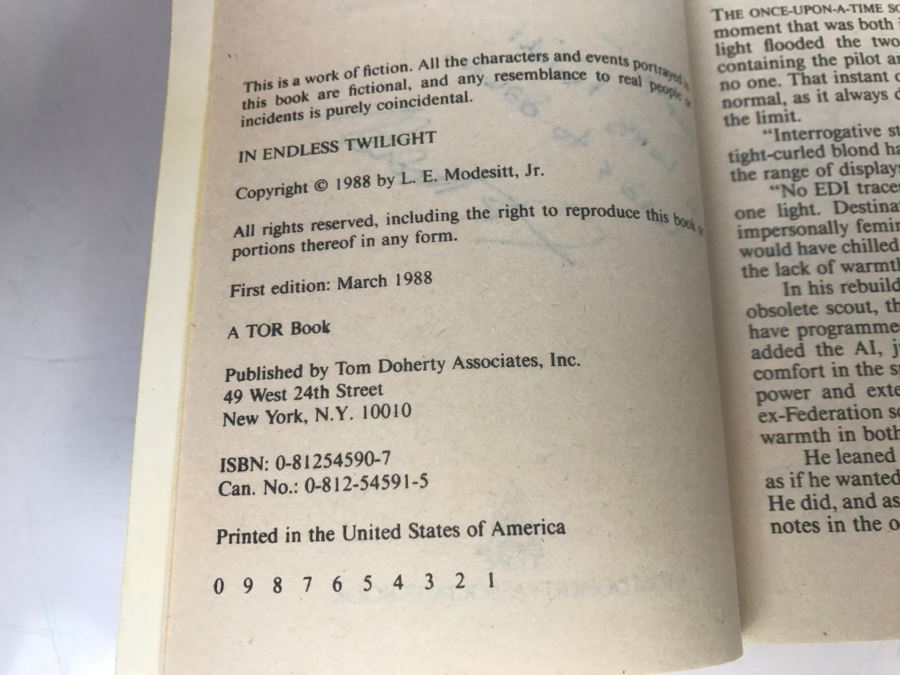 This is a work of fiction. All the characters and events portrayed in
this book are fictional, and any resemblance to real people or
incidents is purely coincidental.
IN ENDLESS TWILIGHT
Copyright © 1988 by L. E. Modesitt, Jr.
All rights reserved, including the right to reproduce this book or
portions thereof in any form.
First edition: March 1988
A TOR Book
Published by Tom Doherty Associates, Inc.
49 West 24th Street
New York, N.Y. 10010
ISBN: 0-81254590-7
Can. No.: 0-812-54591-5
Printed in the United States of America
0 9 8 7 6 5 4 3 2 1
THE ONCE-UPON-A-TIME
moment that was both
light flooded the two
containing the pilot
no one. That instant
normal, as it always
the limit.
"Interrogative
tight-curled blond
the range of displays
"No EDI
one light.
impersonally
would have chilled
the lack of
In his
obsolete scout,
have
added the AI,
comfort in the
power and
ex-Federation
warmth in both
He leaned
as if he wanted
He did, and as
notes in the